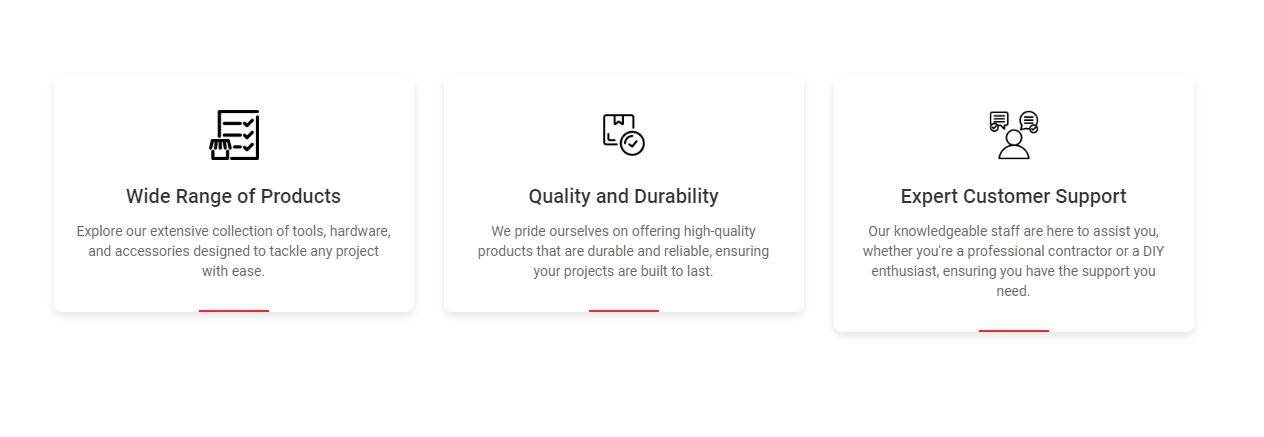 Wide Range of Products
Explore our extensive collection of tools, hardware,
and accessories designed to tackle any project
with ease.
Quality and Durability
We pride ourselves on offering high-quality
products that are durable and reliable, ensuring
your projects are built to last.
Expert Customer Support
Our knowledgeable staff are here to assist you,
whether you're a professional contractor or a DIY
enthusiast, ensuring you have the support you
need.